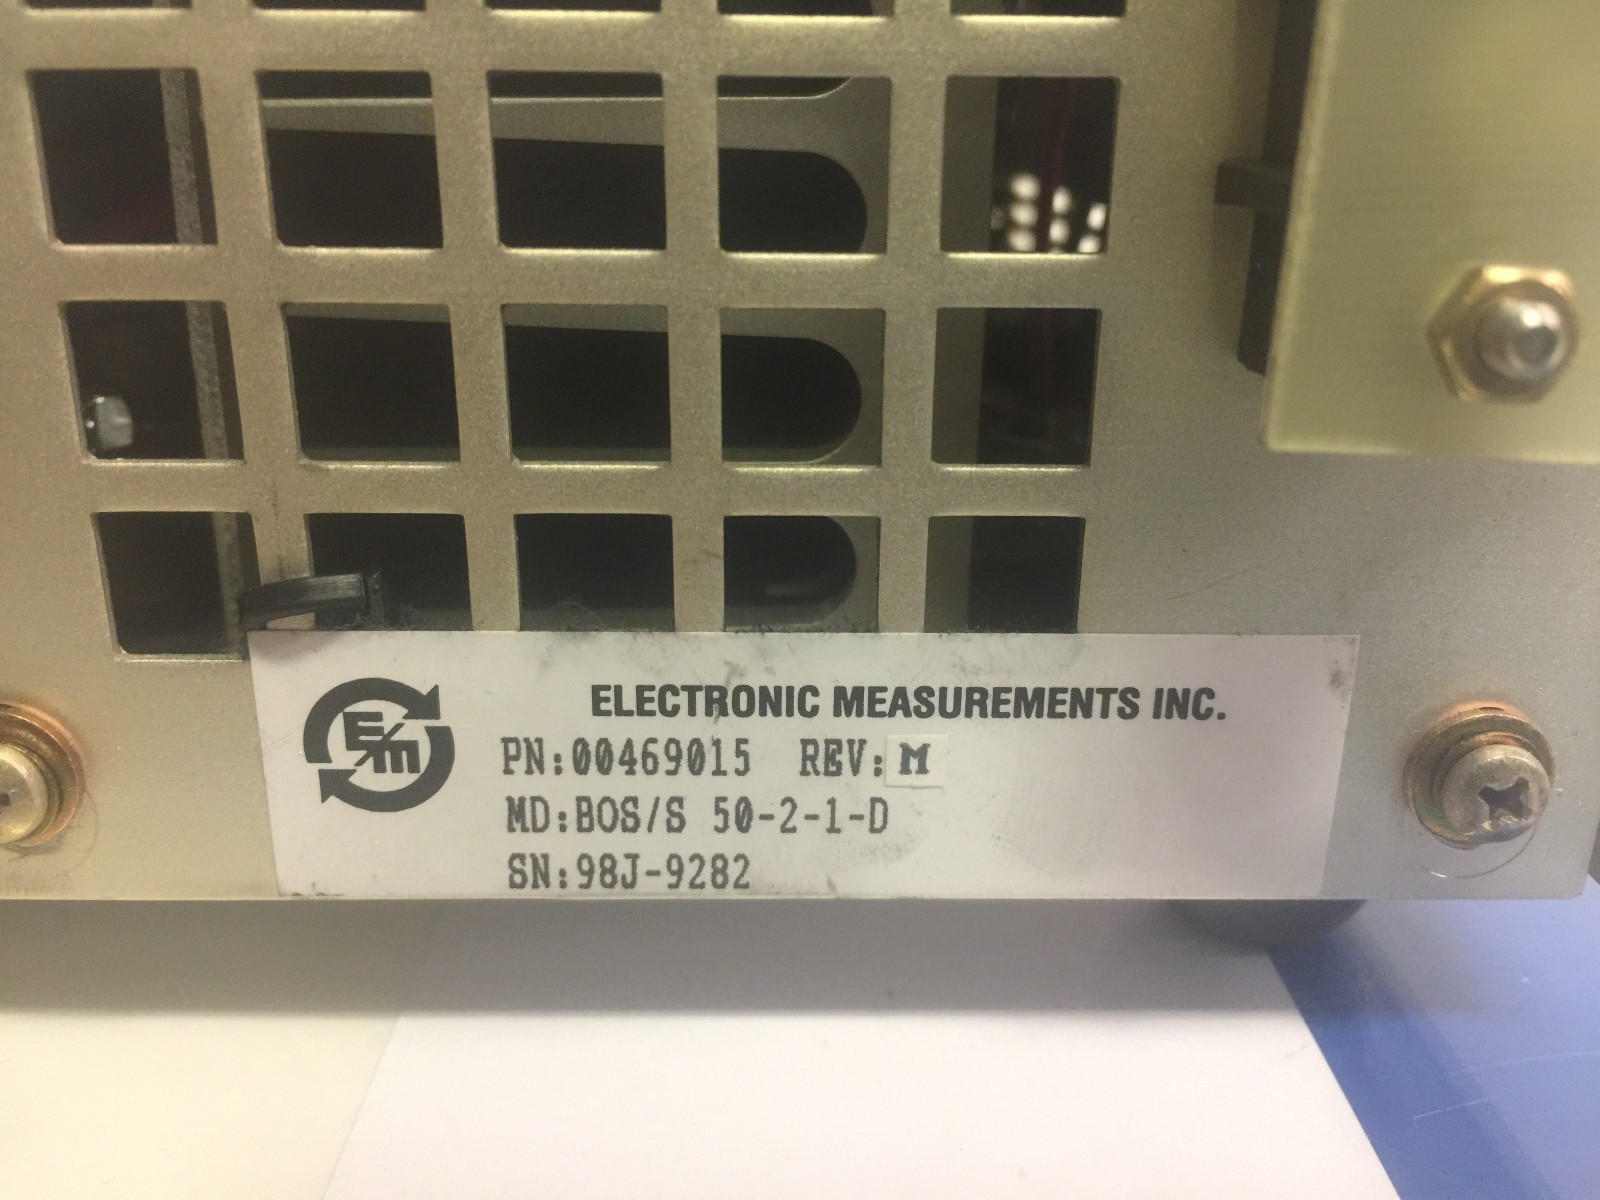 ELECTRONIC MEASUREMENTS INC.
E/m
PN:00469015 REV:M
MD:BOS/S 50-2-1-D
SN:98J-9282